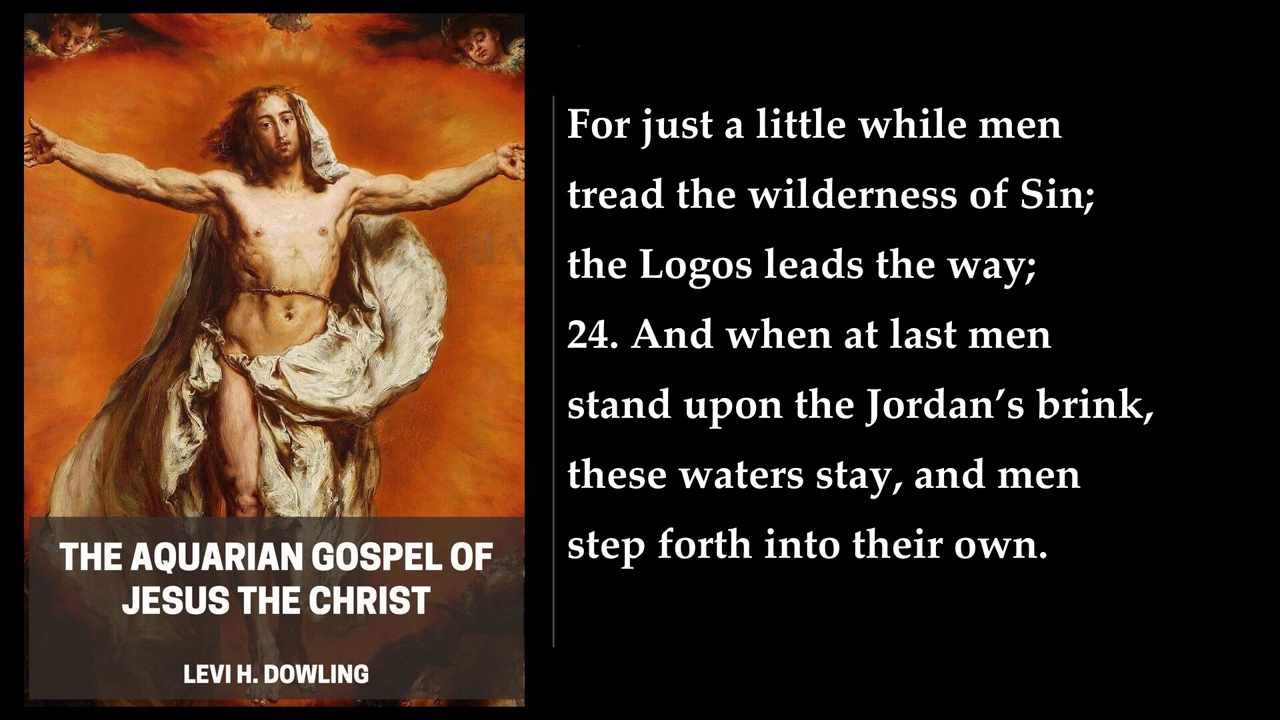 THE AQUARIAN GOSPEL OF
JESUS THE CHRIST
LEVI H. DOWLING
For just a little while men
tread the wilderness of Sin;
the Logos leads the way;
24. And when at last men
stand upon the Jordan’s brink,
these waters stay, and men
step forth into their own.